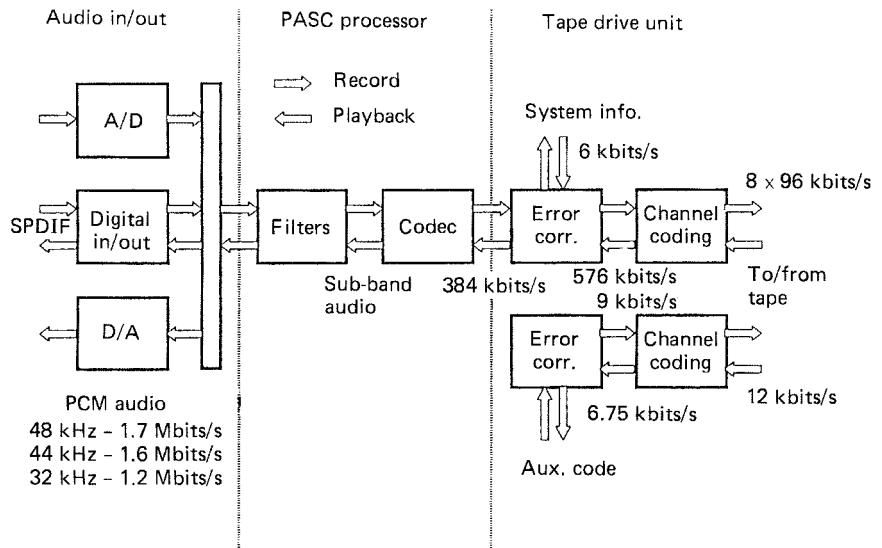 Audio in/out
PASC processor
Tape drive unit
Record
Playback
System info.
6 kbits/s
8 x 96 kbits/s
A/D
SPDIF
Digital in/out
Filters
Codec
Error corr.
Channel coding
Sub-band audio
384 kbits/s
576 kbits/s
9 kbits/s
To/from tape
D/A
Error corr.
Channel coding
6.75 kbits/s
12 kbits/s
Aux. code
PCM audio
48 kHz – 1.7 Mbits/s
44 kHz – 1.6 Mbits/s
32 kHz – 1.2 Mbits/s